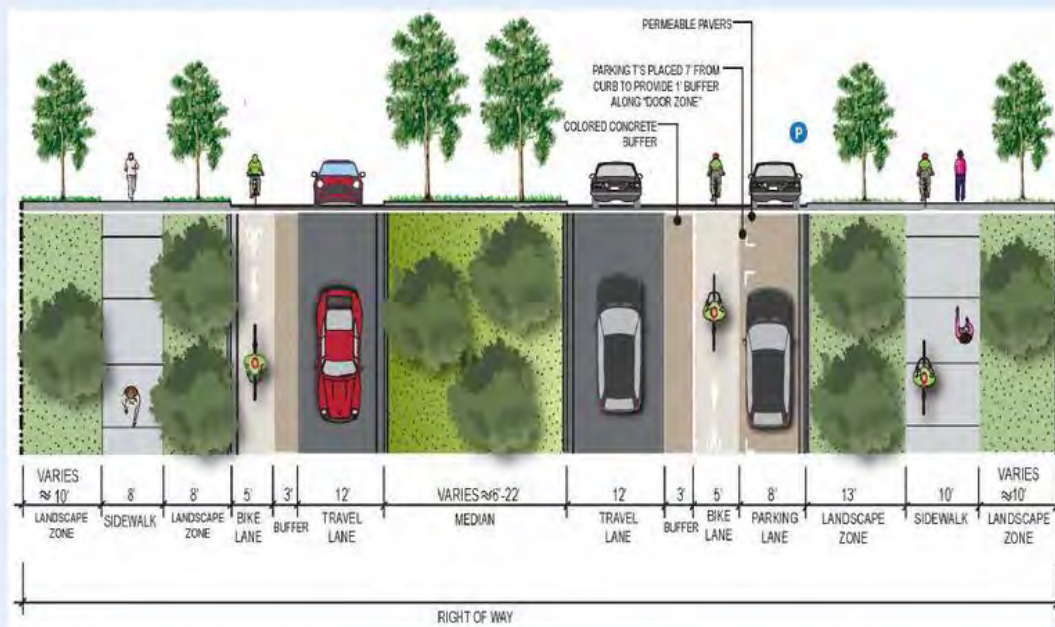 PERMEABLE PAVERS
PARKING T'S PLACED 7' FROM
CURB TO PROVIDE 1' BUFFER
ALONG "DOOR ZONE"
COLORED CONCRETE
BUFFER
P
VARIES
≈ 10'
LANDSCAPE
ZONE
8'
SIDEWALK
8'
LANDSCAPE
ZONE
5'
BIKE
LANE
3'
BUFFER
12'
TRAVEL
LANE
VARIES ≈6'-22'
MEDIAN
12'
TRAVEL
LANE
3'
BUFFER
5'
BIKE
LANE
8'
PARKING
LANE
13'
LANDSCAPE
ZONE
10'
SIDEWALK
VARIES
≈10'
LANDSCAPE
ZONE
RIGHT OF WAY